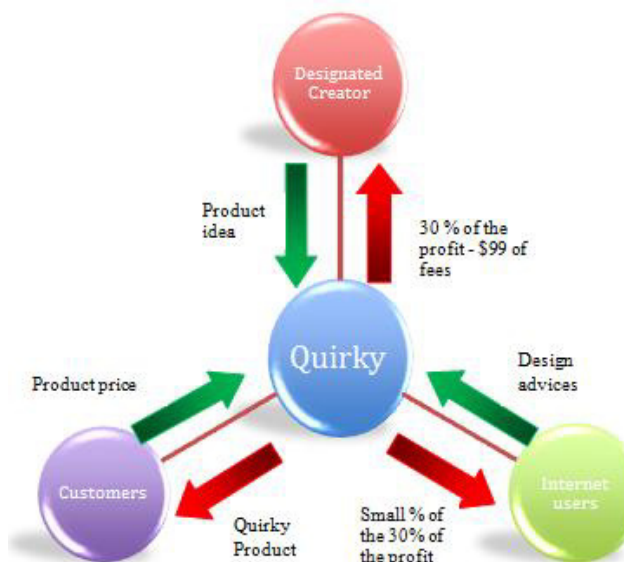 Designated
Creator
Product
idea
30 % of the
profit - $99 of
fees
Quirky
Product price
Design
advices
Customers
Quirky
Product
Small % of
the 30% of
the profit
Internet
users